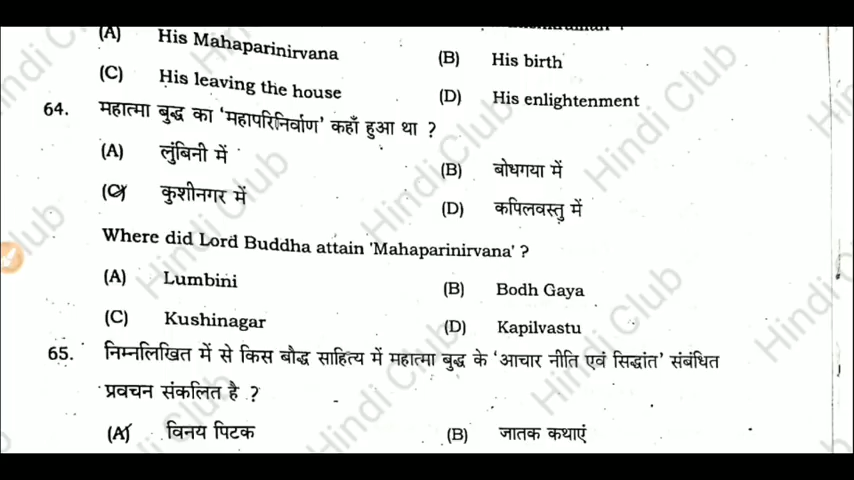 (A) His Mahaparinirvana (B) His birth
(C) His leaving the house (D) His enlightenment
64. महात्मा बुद्ध का 'महापरिनिर्वाण' कहाँ हुआ था ?
(A) लुंबिनी में (B) बोधगया में
(C) कुशीनगर में (D) कपिलवस्तु में
Where did Lord Buddha attain 'Mahaparinirvana' ?
(A) Lumbini (B) Bodh Gaya
(C) Kushinagar (D) Kapilvastu
65. निम्नलिखित में से किस बौद्ध साहित्य में महात्मा बुद्ध के 'आचार नीति एवं सिद्धांत' संबंधित
प्रवचन संकलित है ?
(A) विनय पिटक (B) जातक कथाएं
Hindi Club